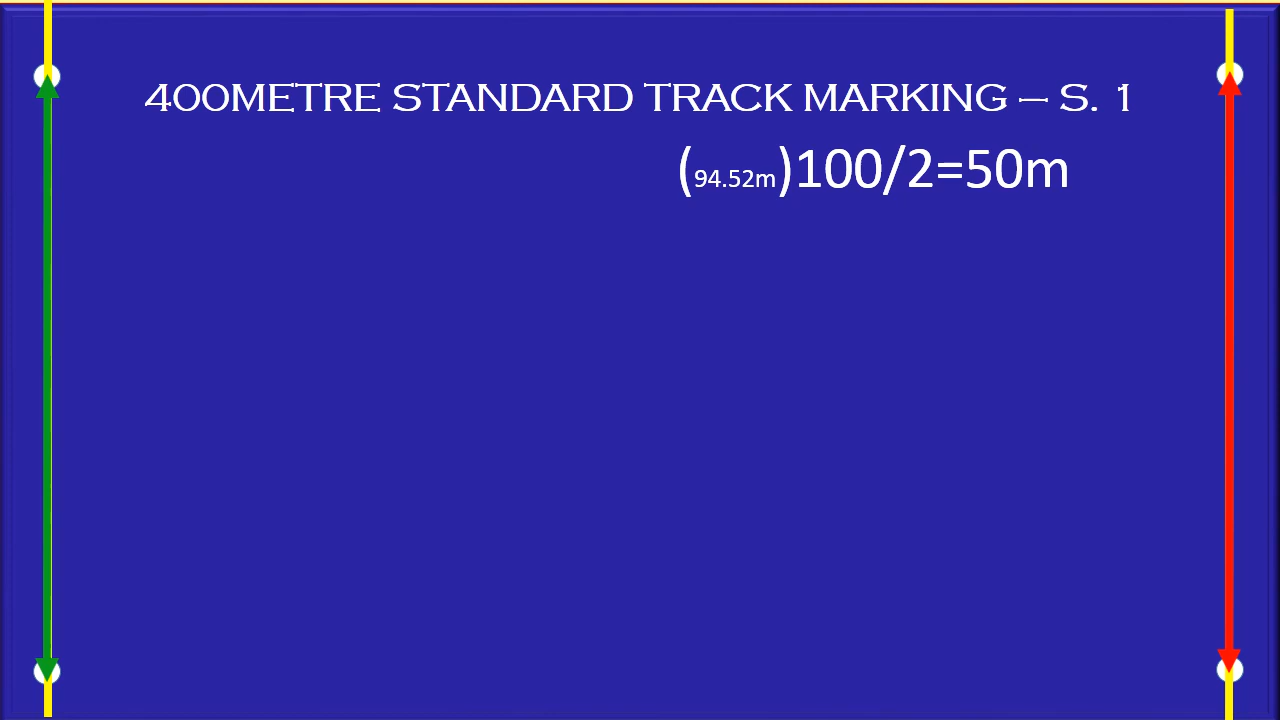 400METRE STANDARD TRACK MARKING – S. 1
(94.52m)100/2=50m